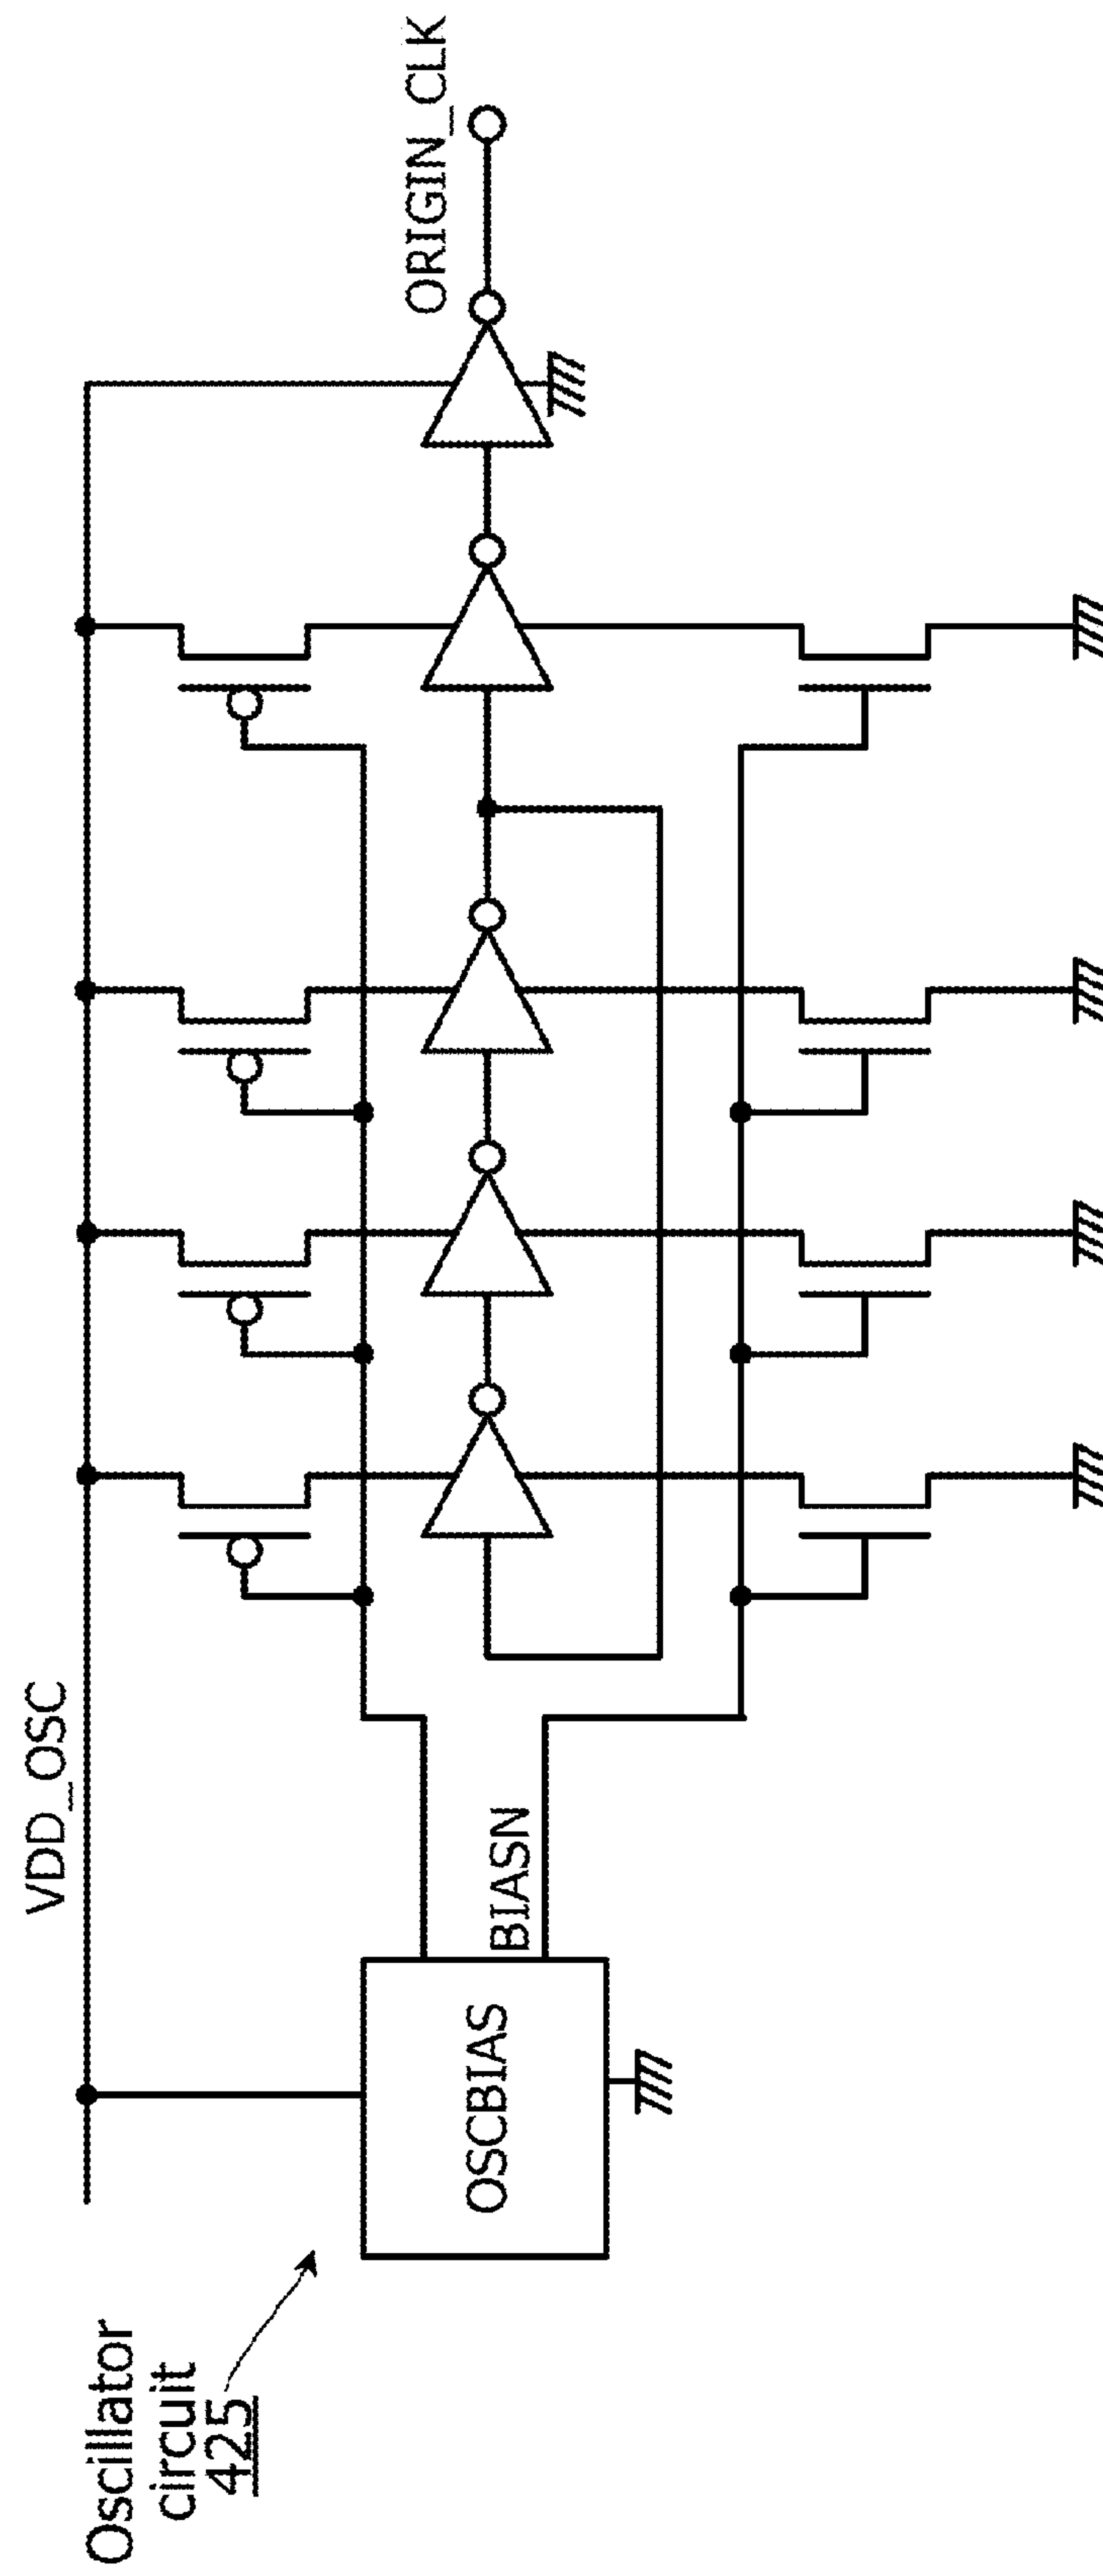 Oscillator
circuit
425
VDD_OSC
OSCBIAS
BIASN
ORIGIN_CLK